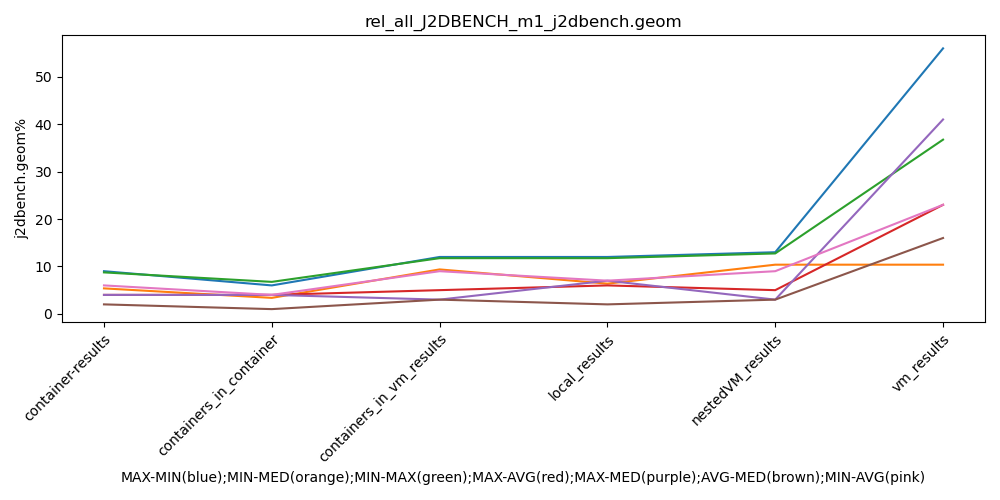 rel_all_J2DBENCH_m1_j2dbench.geom
j2dbench.geom%
50
40
30
20
10
0
container-results
containers_in_container
containers_in_vm_results
local_results
nestedVM_results
vm_results
MAX-MIN(blue);MIN-MED(orange);MIN-MAX(green);MAX-AVG(red);MAX-MED(purple);AVG-MED(brown);MIN-AVG(pink)